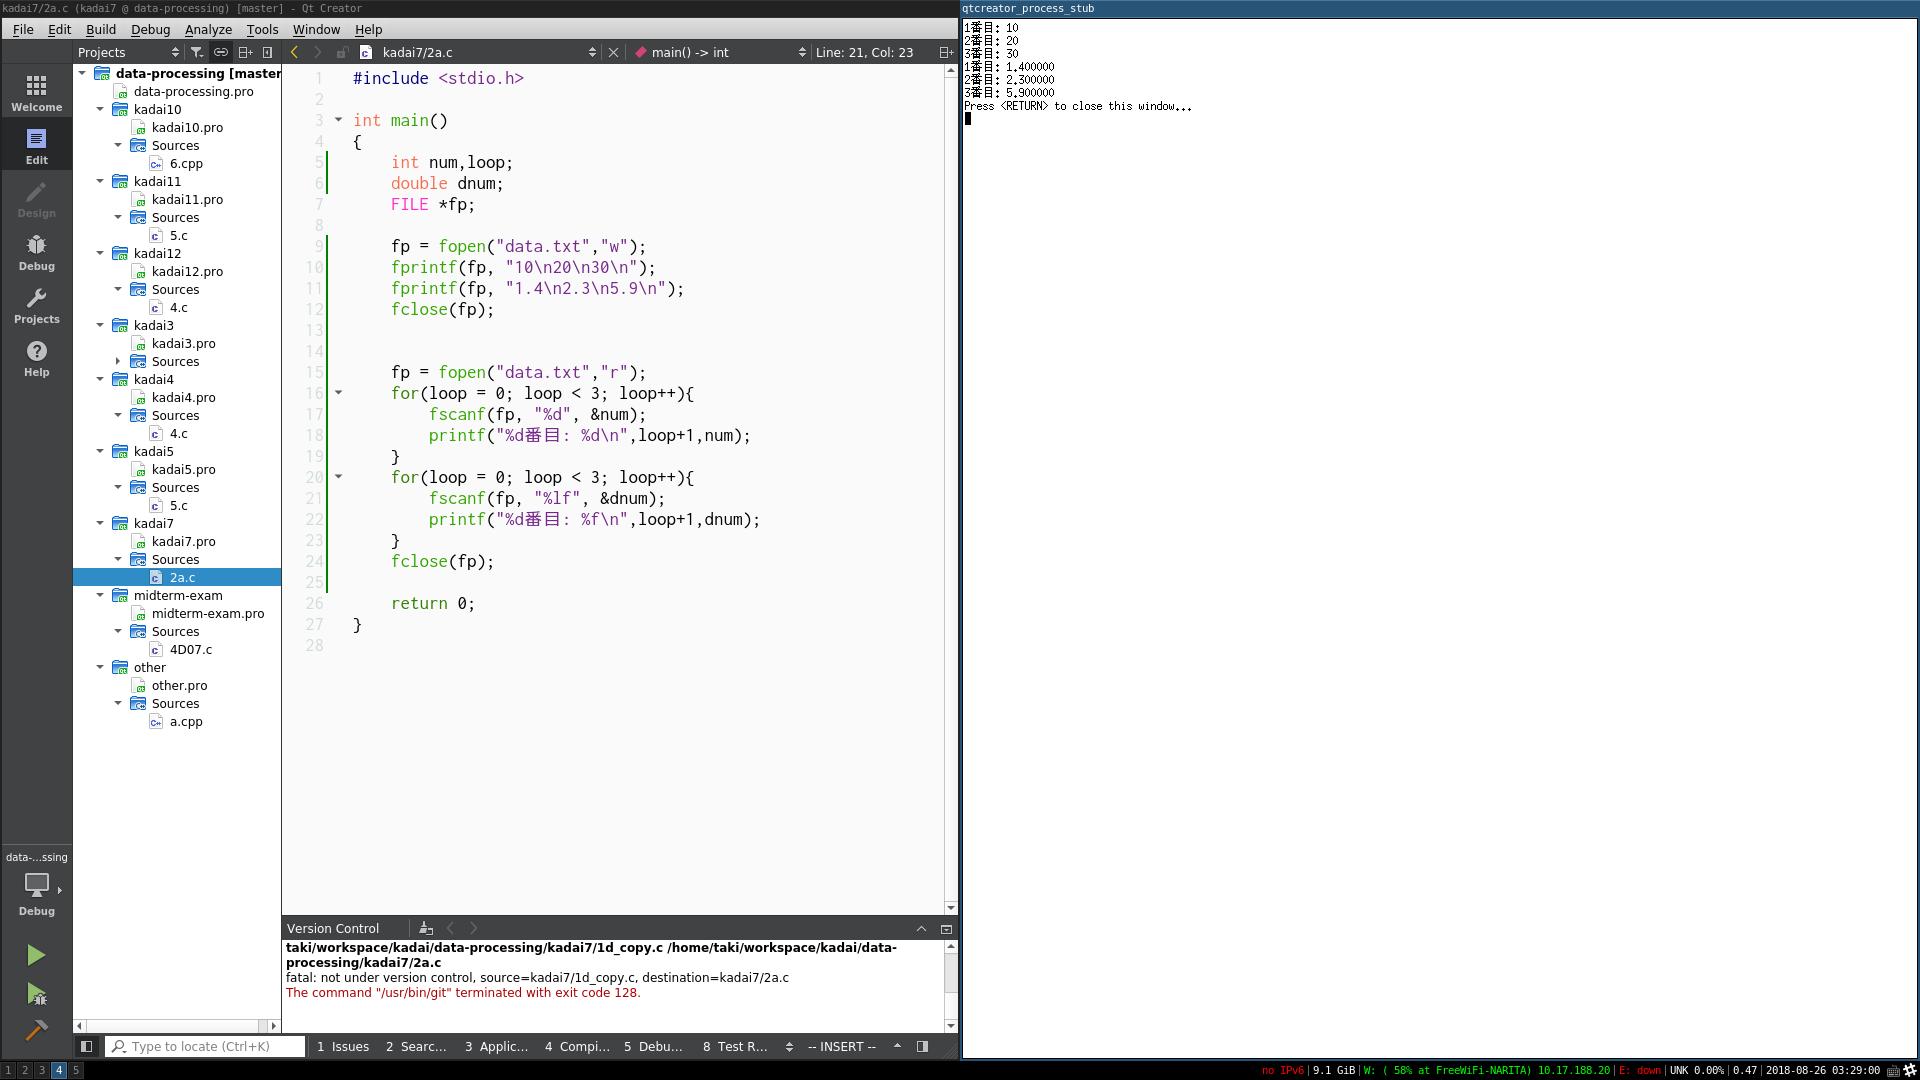 kadai7/2a.c (kadai7 @ data-processing) [master] - Qt Creator
File Edit Build Debug Analyze Tools Window Help
Projects
kadai7/2a.c
main() -> int
Line: 21, Col: 23
Welcome
Edit
Design
Debug
Projects
Help
data-...ssing
Debug
data-processing [master
data-processing.pro
kadai10
kadai10.pro
Sources
6.cpp
kadai11
kadai11.pro
Sources
5.c
kadai12
kadai12.pro
Sources
4.c
kadai3
kadai3.pro
Sources
kadai4
kadai4.pro
Sources
4.c
kadai5
kadai5.pro
Sources
5.c
kadai7
kadai7.pro
Sources
2a.c
midterm-exam
midterm-exam.pro
Sources
4D07.c
other
other.pro
Sources
a.cpp
1 #include <stdio.h>
2
3 int main()
4 {
5 int num,loop;
6 double dnum;
7 FILE *fp;
8
9 fp = fopen("data.txt","w");
10 fprintf(fp, "10\n20\n30\n");
11 fprintf(fp, "1.4\n2.3\n5.9\n");
12 fclose(fp);
13
14
15 fp = fopen("data.txt","r");
16 for(loop = 0; loop < 3; loop++){
17 fscanf(fp, "%d", &num);
18 printf("%d番目: %d\n",loop+1,num);
19 }
20 for(loop = 0; loop < 3; loop++){
21 fscanf(fp, "%lf", &dnum);
22 printf("%d番目: %f\n",loop+1,dnum);
23 }
24 fclose(fp);
25
26 return 0;
27 }
28
Version Control
taki/workspace/kadai/data-processing/kadai7/1d_copy.c /home/taki/workspace/kadai/data-
processing/kadai7/2a.c
fatal: not under version control, source=kadai7/1d_copy.c, destination=kadai7/2a.c
The command "/usr/bin/git" terminated with exit code 128.
Type to locate (Ctrl+K)
1 Issues 2 Searc... 3 Applic... 4 Compi... 5 Debu... 8 Test R... -- INSERT --
qtcreator_process_stub
1番目: 10
2番目: 20
3番目: 30
1番目: 1.400000
2番目: 2.300000
3番目: 5.900000
Press <RETURN> to close this window...
1 2 3 4 5
no IPv6 | 9.1 GiB | W: ( 58% at FreeWiFi-NARITA) 10.17.188.20 | E: down | UNK 0.00% | 0.47 | 2018-08-26 03:29:00